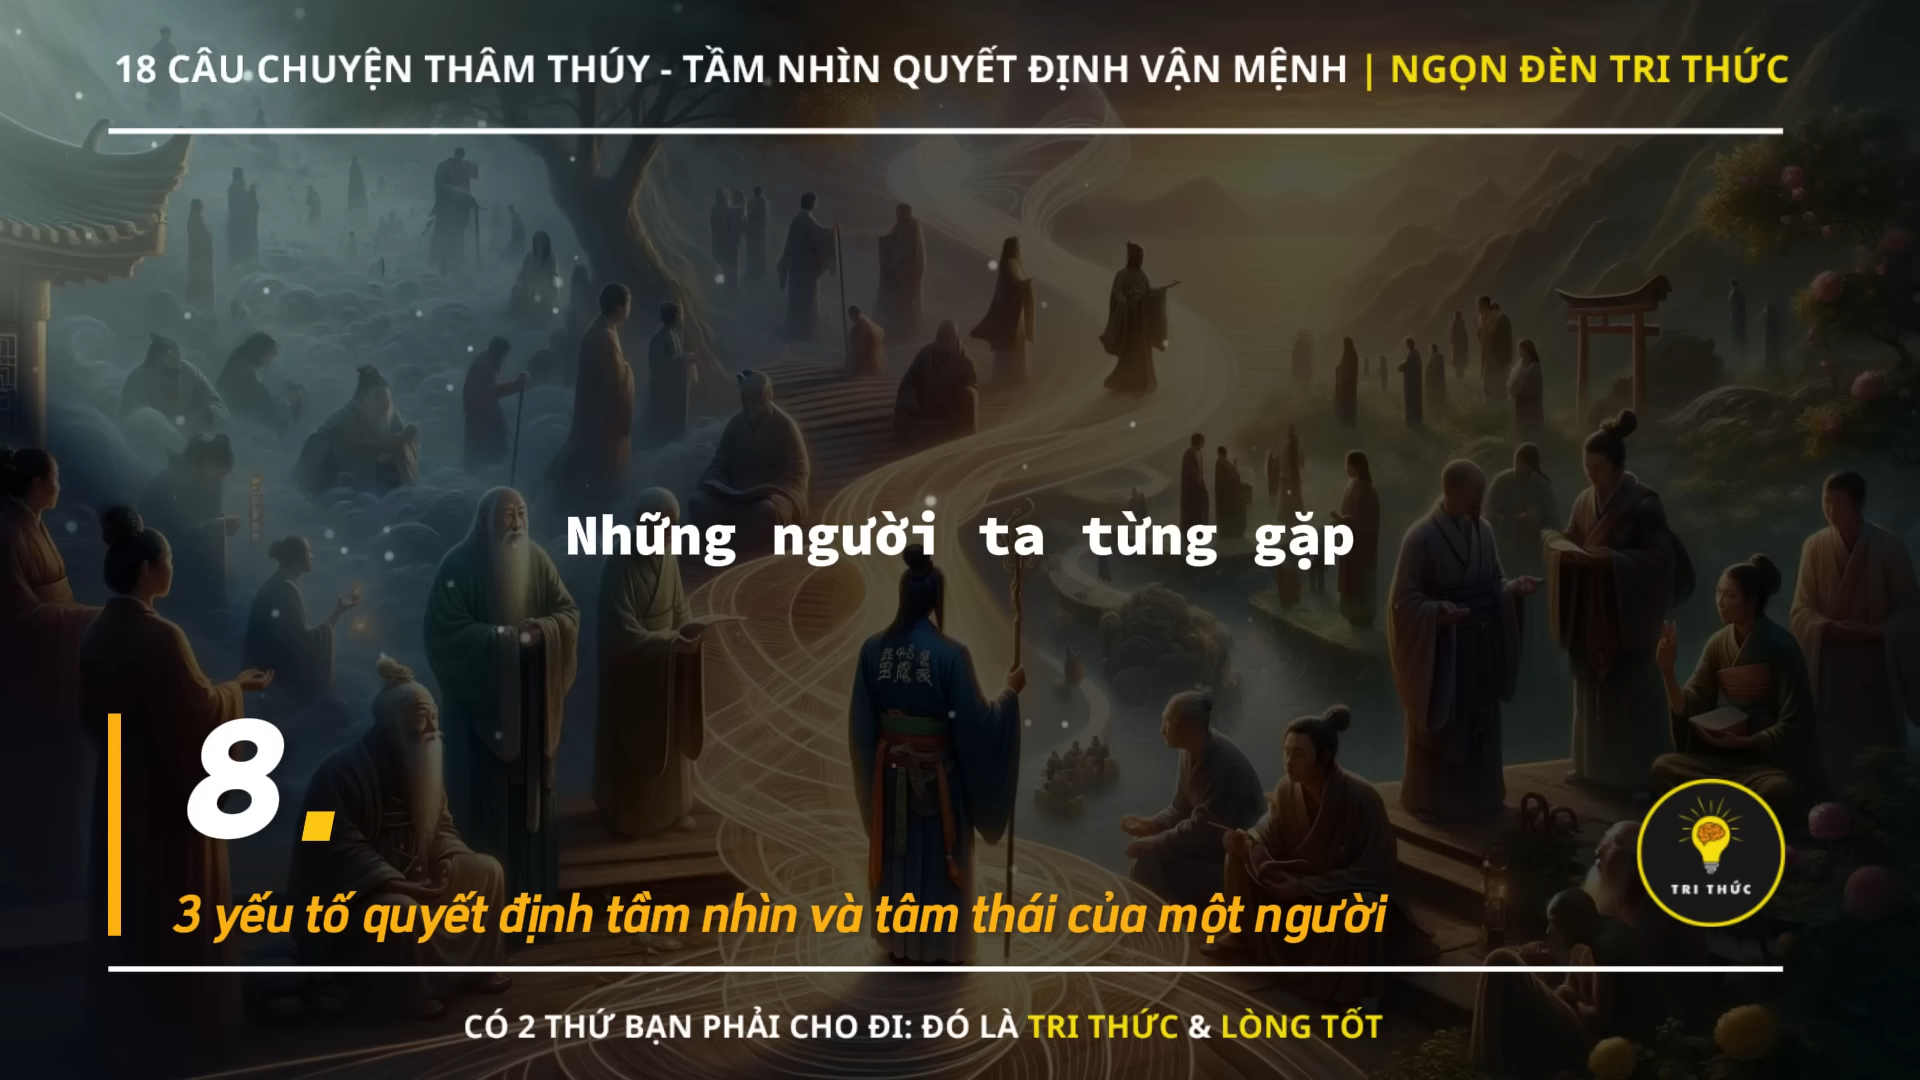 18 CÂU CHUYỆN THÂM THÚY - TẦM NHÌN QUYẾT ĐỊNH VẬN MỆNH | NGỌN ĐÈN TRI THỨC
Những người ta từng gặp
8.
3 yếu tố quyết định tầm nhìn và tâm thái của một người
TRI THỨC
CÓ 2 THỨ BẠN PHẢI CHO ĐI: ĐÓ LÀ TRI THỨC & LÒNG TỐT